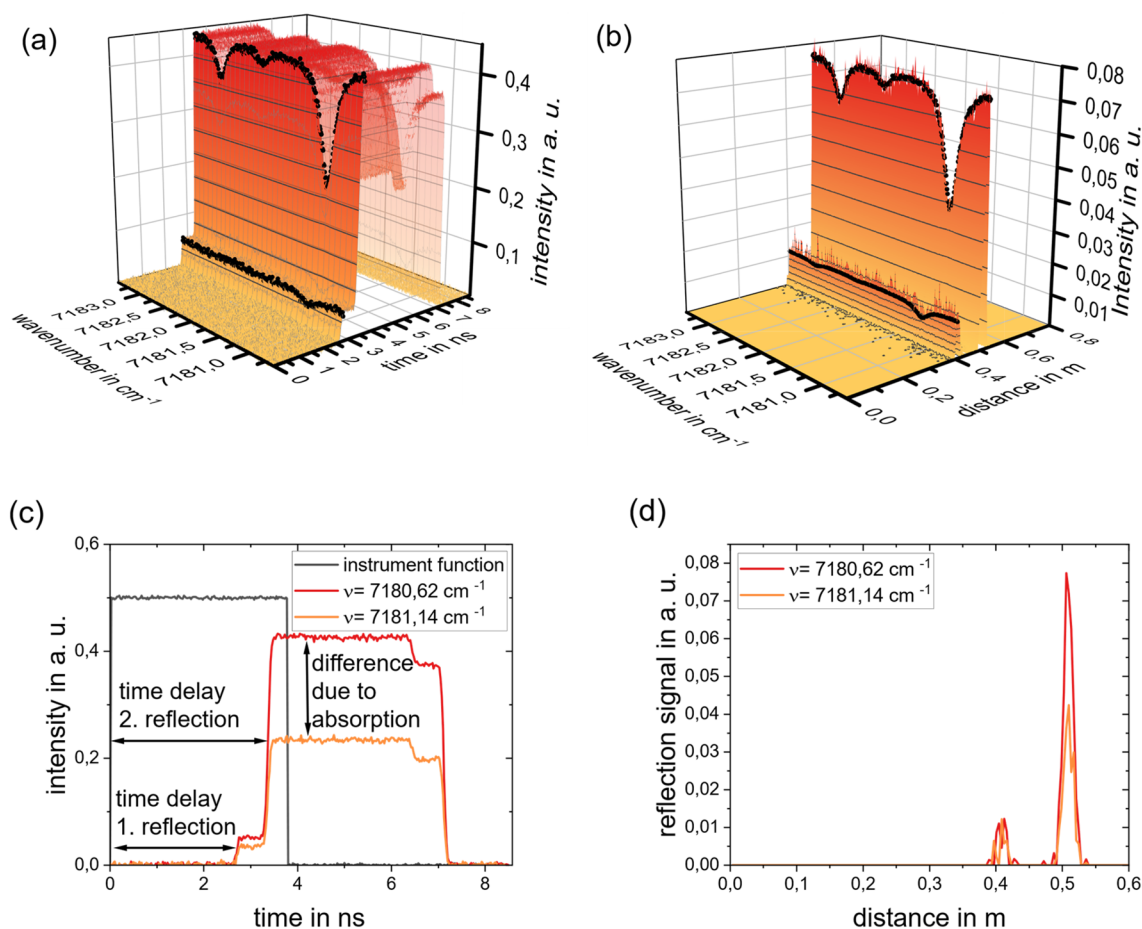 (a)
0,4
0,3
0,2
0,1
intensity in a. u.
7183,0
7182,5
7182,0
7181,5
7181,0
wavenumber in cm⁻¹
0
1
2
3
4
5
6
7
8
time in ns
(b)
0,08
0,07
0,06
0,05
0,04
0,03
0,02
0,01
Intensity in a. u.
7183,0
7182,5
7182,0
7181,5
7181,0
wavenumber in cm⁻¹
0,0
0,2
0,4
0,6
0,8
distance in m
(c)
0,6
0,4
0,2
0,0
intensity in a. u.
instrument function
ν= 7180,62 cm ⁻¹
ν= 7181,14 cm ⁻¹
time delay
2. reflection
difference
due to
absorption
time delay
1. reflection
0
2
4
6
8
time in ns
(d)
0,08
0,07
0,06
0,05
0,04
0,03
0,02
0,01
0,00
reflection signal in a. u.
ν= 7180,62 cm ⁻¹
ν= 7181,14 cm ⁻¹
0,0
0,1
0,2
0,3
0,4
0,5
0,6
distance in m